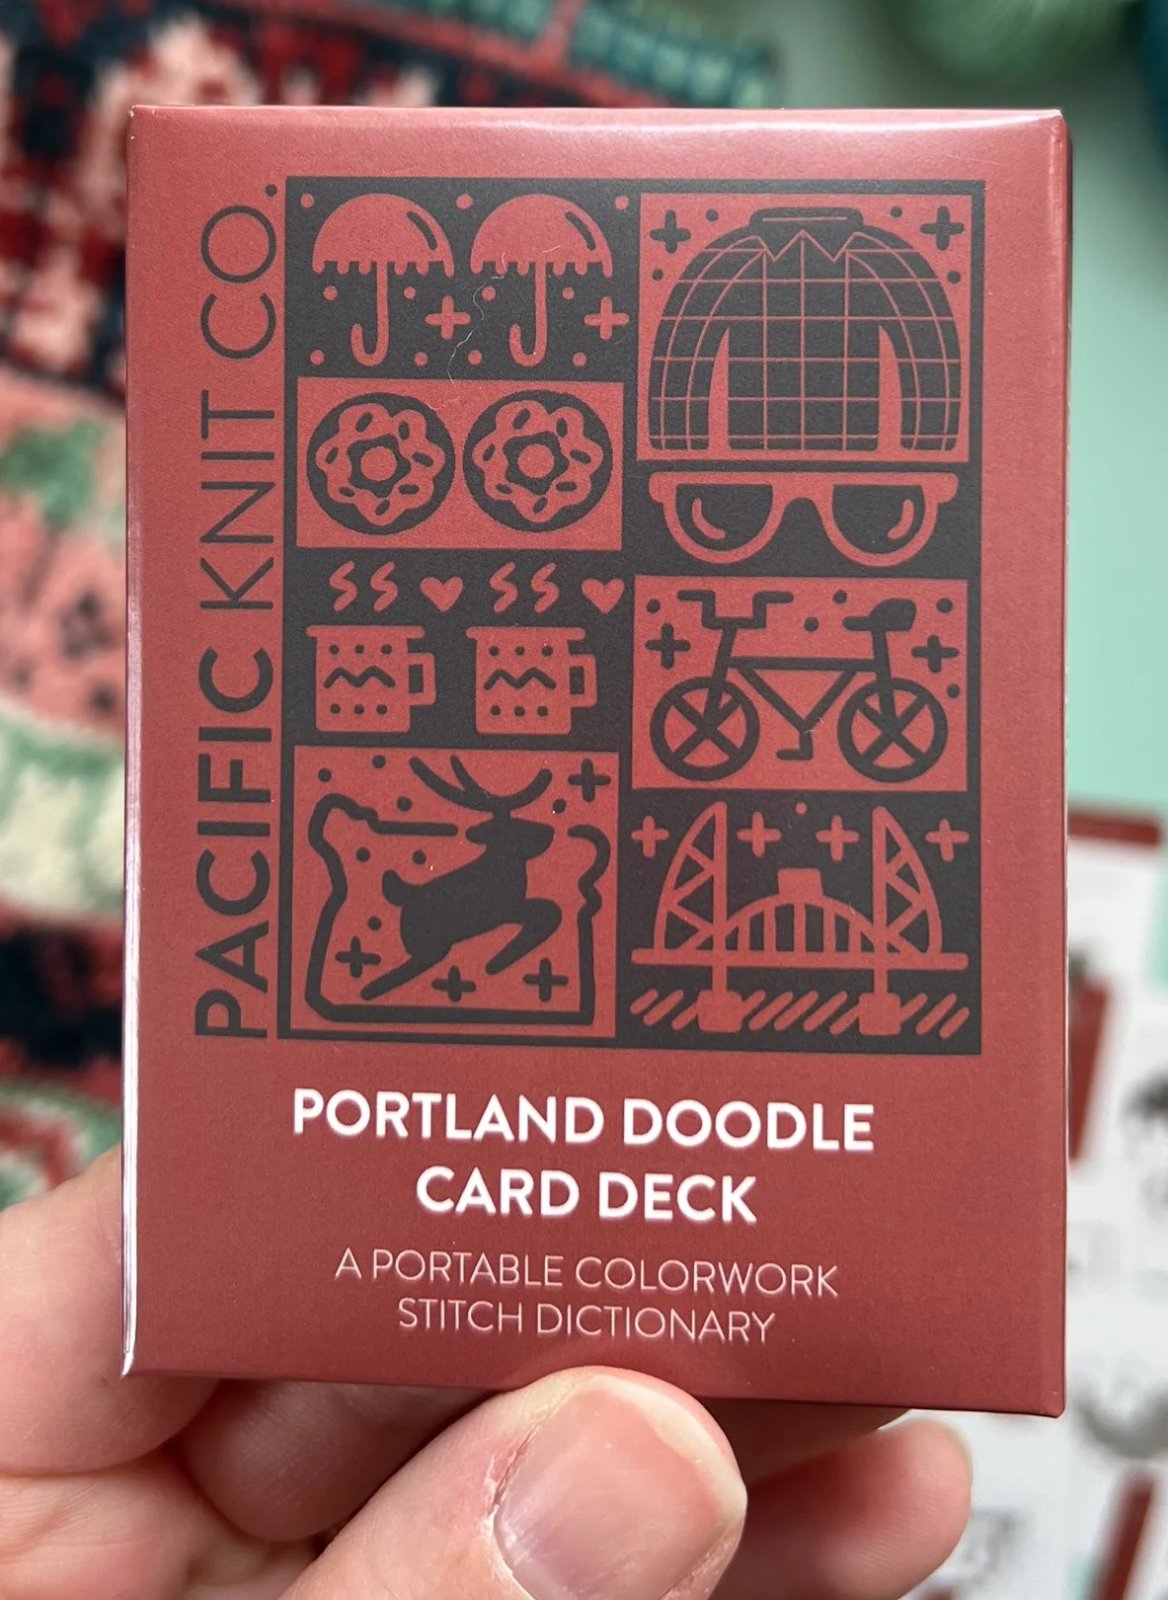 PACIFIC KNIT CO.
PORTLAND DOODLE
CARD DECK
A PORTABLE COLORWORK
STITCH DICTIONARY